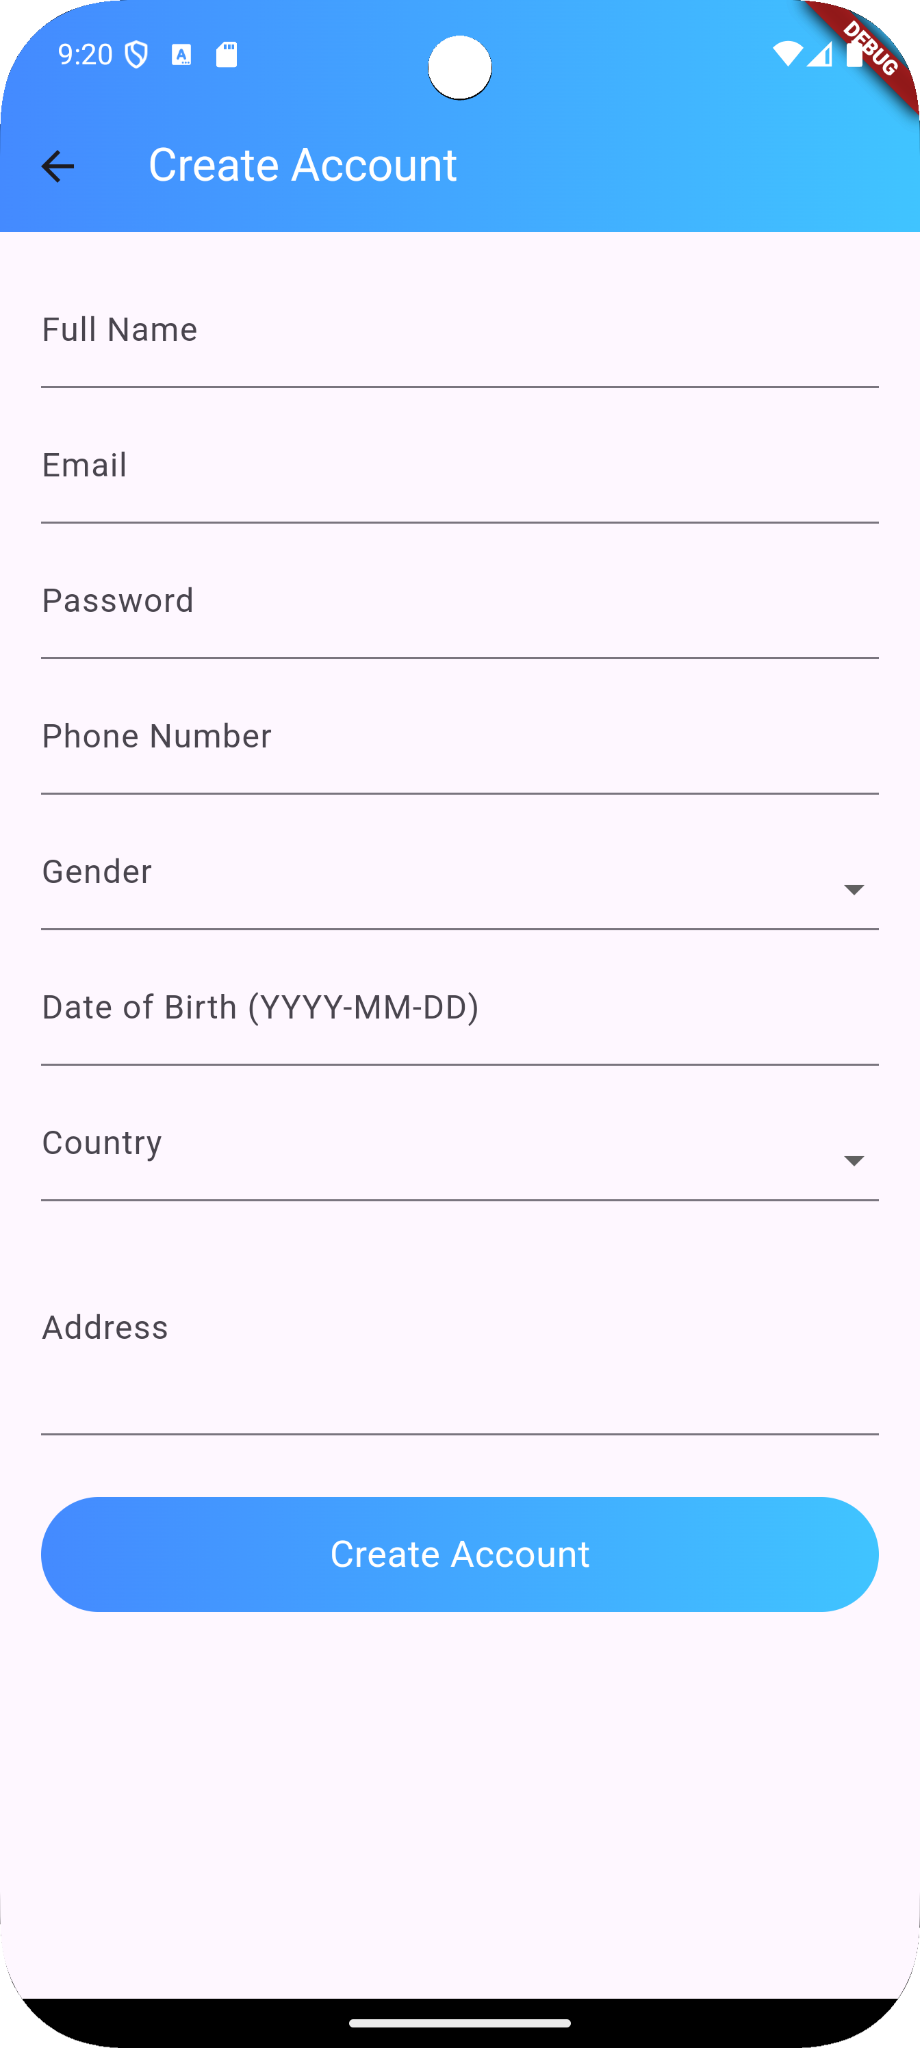 9:20
DEBUG
Create Account
Full Name
Email
Password
Phone Number
Gender
Date of Birth (YYYY-MM-DD)
Country
Address
Create Account